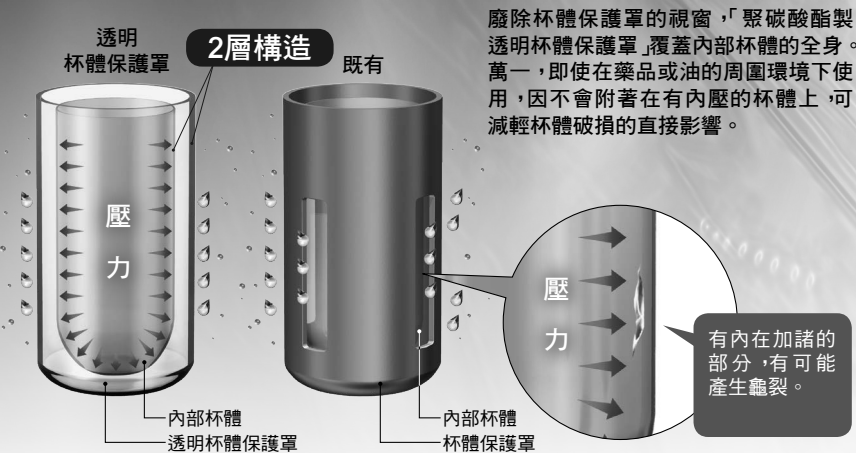 廢除杯體保護罩的視窗，「聚碳酸酯製
透明杯體保護罩」覆蓋內部杯體的全身。
萬一，即使在藥品或油的周圍環境下使
用，因不會附著在有內壓的杯體上，可
減輕杯體破損的直接影響。
透明
杯體保護罩
2層構造
既有
壓
力
壓
力
有內在加諸的
部分，有可能
產生龜裂。
內部杯體
透明杯體保護罩
內部杯體
杯體保護罩